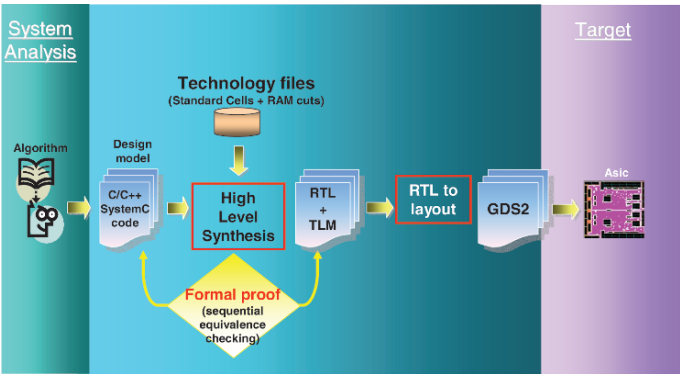 System
Analysis
Target
Technology files
(Standard Cells + RAM cuts)
Algorithm
Design
model
C/C++
SystemC
code
High
Level
Synthesis
RTL
+
TLM
RTL to
layout
GDS2
Asic
Formal proof
(sequential
equivalence
checking)